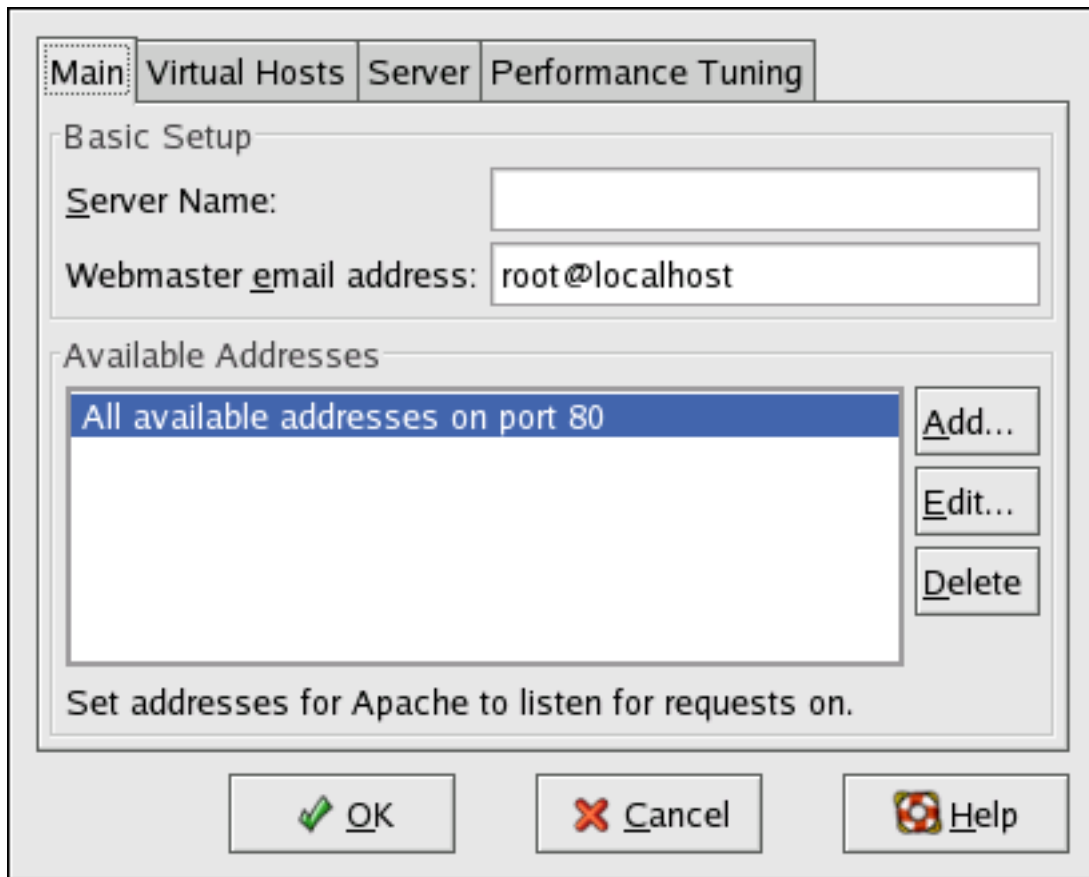 Main Virtual Hosts Server Performance Tuning
Basic Setup
Server Name:
Webmaster email address: root@localhost
Available Addresses
All available addresses on port 80
Add...
Edit...
Delete
Set addresses for Apache to listen for requests on.
OK Cancel Help